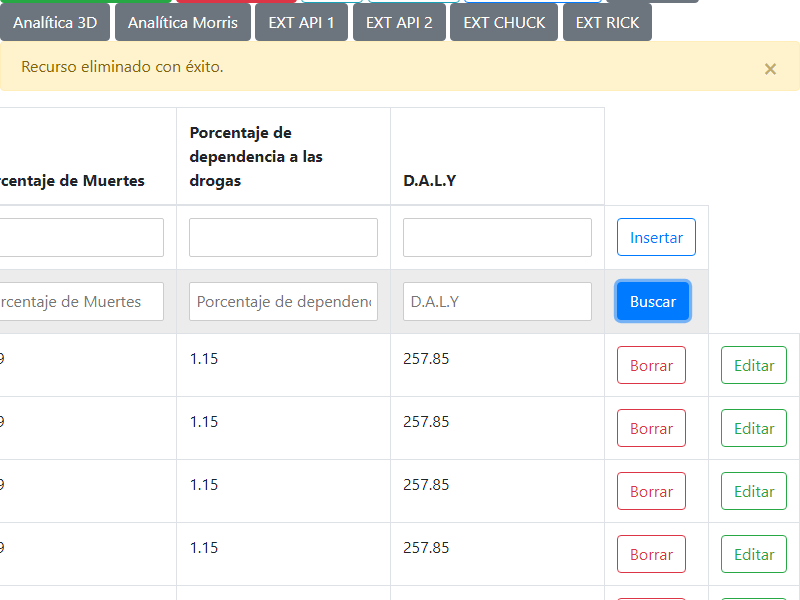 Analítica 3D Analítica Morris EXT API 1 EXT API 2 EXT CHUCK EXT RICK
Recurso eliminado con éxito. ×
Porcentaje de
dependencia a las
rcentaje de Muertes drogas D.A.L.Y
Insertar
rcentaje de Muertes Porcentaje de dependen D.A.L.Y Buscar
9 1.15 257.85 Borrar Editar
9 1.15 257.85 Borrar Editar
9 1.15 257.85 Borrar Editar
9 1.15 257.85 Borrar Editar